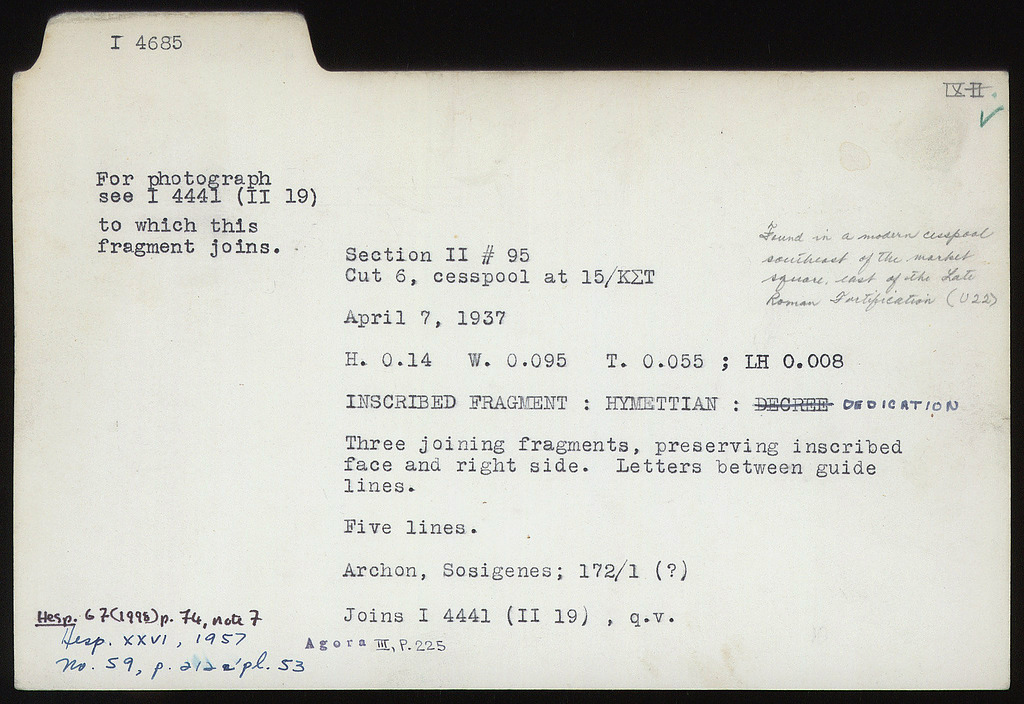 I 4685
IX-II
For photograph
see I 4441 (II 19)
to which this
fragment joins.
Found in a modern cesspool
southeast of the market
square, east of the Late
Roman Fortification (U 22)
Section II # 95
Cut 6, cesspool at 15/ΚΣΤ
April 7, 1937
H. 0.14 W. 0.095 T. 0.055 ; LH 0.008
INSCRIBED FRAGMENT : HYMETTIAN : DECREE DEDICATION
Three joining fragments, preserving inscribed
face and right side. Letters between guide
lines.
Five lines.
Archon, Sosigenes; 172/1 (?)
Joins I 4441 (II 19) , q.v.
Hesp. 67(1998)p. 74, note 7
Hesp. XXVI, 1957
No. 59, p. pl. 53
Agora III, P. 225